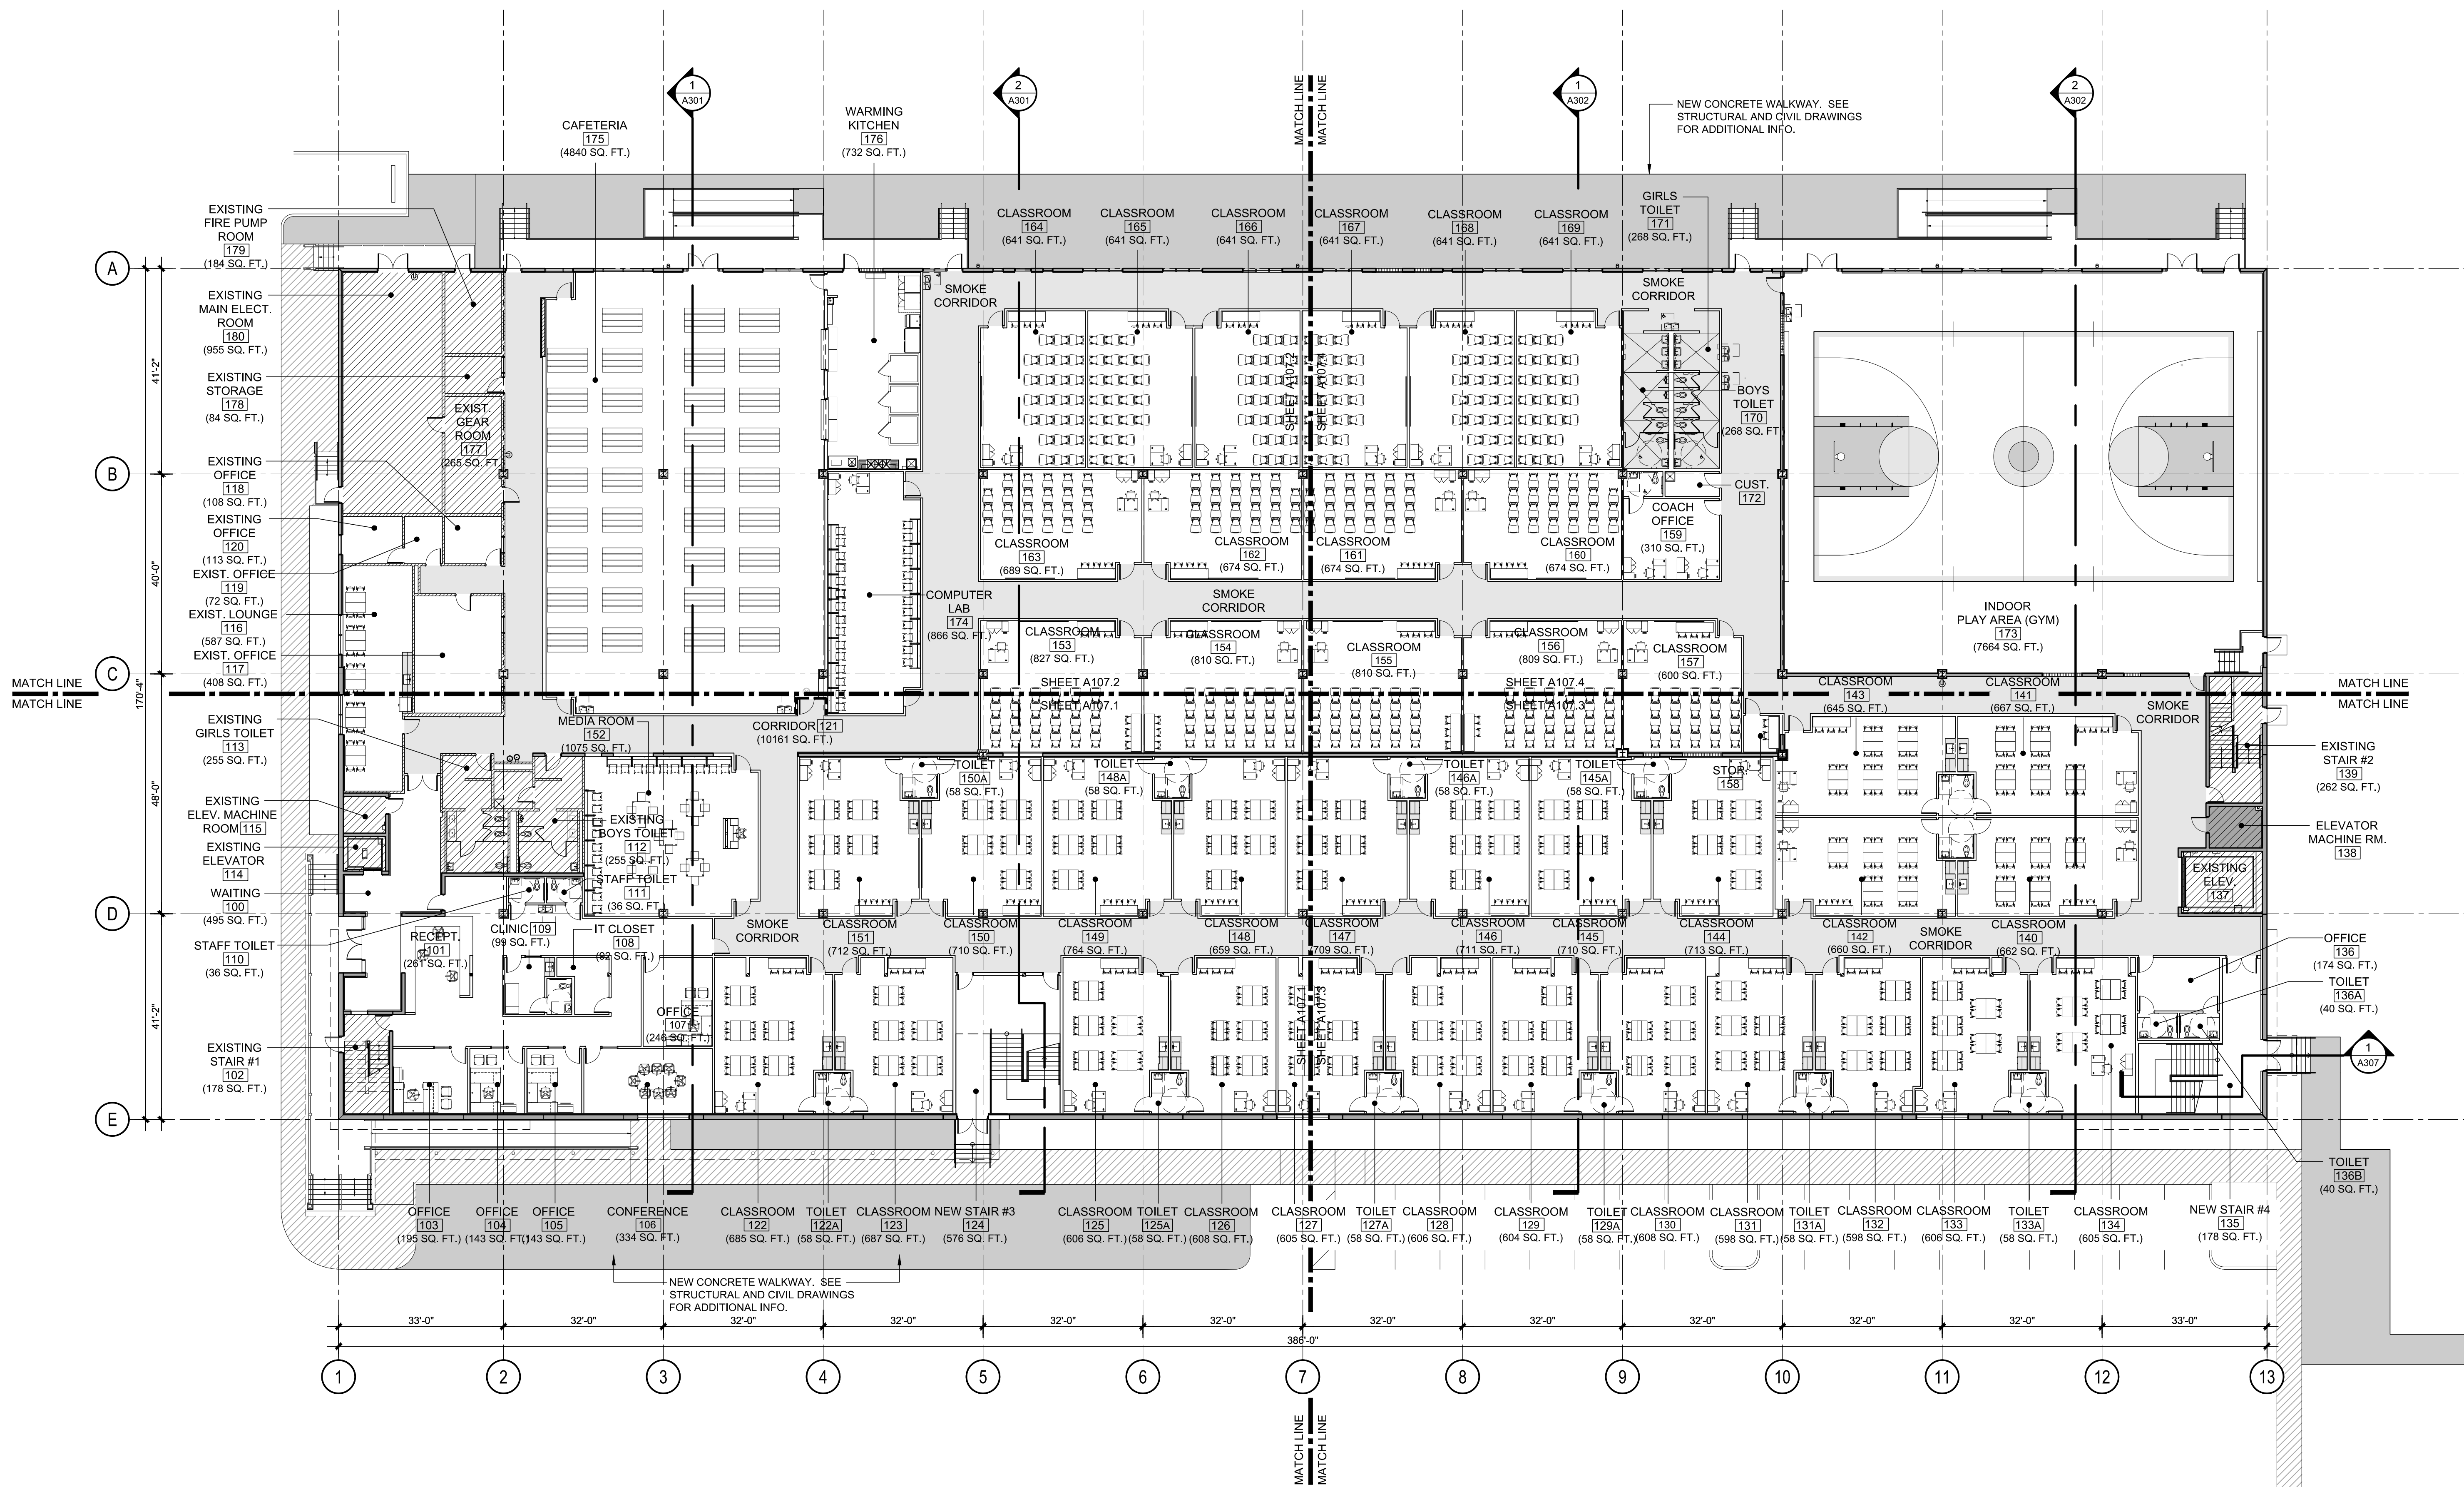 1
A301
2
A301
MATCH LINE
MATCH LINE
1
A302
2
A302
NEW CONCRETE WALKWAY. SEE
STRUCTURAL AND CIVIL DRAWINGS
FOR ADDITIONAL INFO.
CAFETERIA
175
(4840 SQ. FT.)
WARMING
KITCHEN
176
(732 SQ. FT.)
EXISTING
FIRE PUMP
ROOM
179
(184 SQ. FT.)
CLASSROOM
164
(641 SQ. FT.)
CLASSROOM
165
(641 SQ. FT.)
CLASSROOM
166
(641 SQ. FT.)
CLASSROOM
167
(641 SQ. FT.)
CLASSROOM
168
(641 SQ. FT.)
CLASSROOM
169
(641 SQ. FT.)
GIRLS
TOILET
171
(268 SQ. FT.)
A
EXISTING
MAIN ELECT.
ROOM
180
(955 SQ. FT.)
SMOKE
CORRIDOR
SMOKE
CORRIDOR
41'-2"
EXISTING
STORAGE
178
(84 SQ. FT.)
EXIST.
GEAR
ROOM
177
(265 SQ. FT.)
SHEET A107.2
SHEET A107.4
BOYS
TOILET
170
(268 SQ. FT.)
B
EXISTING
OFFICE
118
(108 SQ. FT.)
CUST.
172
COACH
OFFICE
159
(310 SQ. FT.)
EXISTING
OFFICE
120
(113 SQ. FT.)
CLASSROOM
163
(689 SQ. FT.)
CLASSROOM
162
(674 SQ. FT.)
CLASSROOM
161
(674 SQ. FT.)
CLASSROOM
160
(674 SQ. FT.)
40'-0"
EXIST. OFFICE
119
(72 SQ. FT.)
EXIST. LOUNGE
116
(587 SQ. FT.)
EXIST. OFFICE
117
(408 SQ. FT.)
COMPUTER
LAB
174
(866 SQ. FT.)
SMOKE
CORRIDOR
INDOOR
PLAY AREA (GYM)
173
(7664 SQ. FT.)
CLASSROOM
153
(827 SQ. FT.)
CLASSROOM
154
(810 SQ. FT.)
CLASSROOM
155
(810 SQ. FT.)
CLASSROOM
156
(809 SQ. FT.)
CLASSROOM
157
(600 SQ. FT.)
C
170'-4"
MATCH LINE
MATCH LINE
SHEET A107.2
SHEET A107.1
SHEET A107.4
SHEET A107.3
CLASSROOM
143
(645 SQ. FT.)
CLASSROOM
141
(667 SQ. FT.)
SMOKE
CORRIDOR
MATCH LINE
MATCH LINE
EXISTING
GIRLS TOILET
113
(255 SQ. FT.)
MEDIA ROOM
152
(1075 SQ. FT.)
CORRIDOR 121
(10161 SQ. FT.)
TOILET
150A
(58 SQ. FT.)
TOILET
148A
(58 SQ. FT.)
TOILET
146A
(58 SQ. FT.)
TOILET
145A
(58 SQ. FT.)
STOR.
158
EXISTING
STAIR #2
139
(262 SQ. FT.)
48'-0"
EXISTING
ELEV. MACHINE
ROOM 115
EXISTING
ELEVATOR
114
EXISTING
BOYS TOILET
112
(255 SQ. FT.)
STAFF TOILET
111
(36 SQ. FT.)
ELEVATOR
MACHINE RM.
138
EXISTING
ELEV.
137
WAITING
100
(495 SQ. FT.)
D
STAFF TOILET
110
(36 SQ. FT.)
RECEPT.
101
(261 SQ. FT.)
CLINIC 109
(99 SQ. FT.)
IT CLOSET
108
(92 SQ. FT.)
SMOKE
CORRIDOR
CLASSROOM
151
(712 SQ. FT.)
CLASSROOM
150
(710 SQ. FT.)
CLASSROOM
149
(764 SQ. FT.)
CLASSROOM
148
(659 SQ. FT.)
CLASSROOM
147
(709 SQ. FT.)
CLASSROOM
146
(711 SQ. FT.)
CLASSROOM
145
(710 SQ. FT.)
CLASSROOM
144
(713 SQ. FT.)
CLASSROOM
142
(660 SQ. FT.)
SMOKE
CORRIDOR
CLASSROOM
140
(662 SQ. FT.)
OFFICE
136
(174 SQ. FT.)
TOILET
136A
(40 SQ. FT.)
41'-2"
OFFICE
107
(246 SQ. FT.)
SHEET A107.1
SHEET A107.3
EXISTING
STAIR #1
102
(178 SQ. FT.)
1
A307
E
TOILET
136B
(40 SQ. FT.)
OFFICE
103
(195 SQ. FT.)
OFFICE
104
(143 SQ. FT.)
OFFICE
105
(143 SQ. FT.)
CONFERENCE
106
(334 SQ. FT.)
CLASSROOM
122
(685 SQ. FT.)
TOILET
122A
(58 SQ. FT.)
CLASSROOM
123
(687 SQ. FT.)
NEW STAIR #3
124
(576 SQ. FT.)
CLASSROOM
125
(606 SQ. FT.)
TOILET
125A
(58 SQ. FT.)
CLASSROOM
126
(608 SQ. FT.)
CLASSROOM
127
(605 SQ. FT.)
TOILET
127A
(58 SQ. FT.)
CLASSROOM
128
(606 SQ. FT.)
CLASSROOM
129
(604 SQ. FT.)
TOILET
129A
(58 SQ. FT.)
CLASSROOM
130
(608 SQ. FT.)
CLASSROOM
131
(598 SQ. FT.)
TOILET
131A
(58 SQ. FT.)
CLASSROOM
132
(598 SQ. FT.)
CLASSROOM
133
(606 SQ. FT.)
TOILET
133A
(58 SQ. FT.)
CLASSROOM
134
(605 SQ. FT.)
NEW STAIR #4
135
(178 SQ. FT.)
NEW CONCRETE WALKWAY. SEE
STRUCTURAL AND CIVIL DRAWINGS
FOR ADDITIONAL INFO.
33'-0"
32'-0"
32'-0"
32'-0"
32'-0"
32'-0"
32'-0"
32'-0"
32'-0"
32'-0"
32'-0"
33'-0"
386'-0"
1
2
3
4
5
6
7
8
9
10
11
12
13
MATCH LINE
MATCH LINE